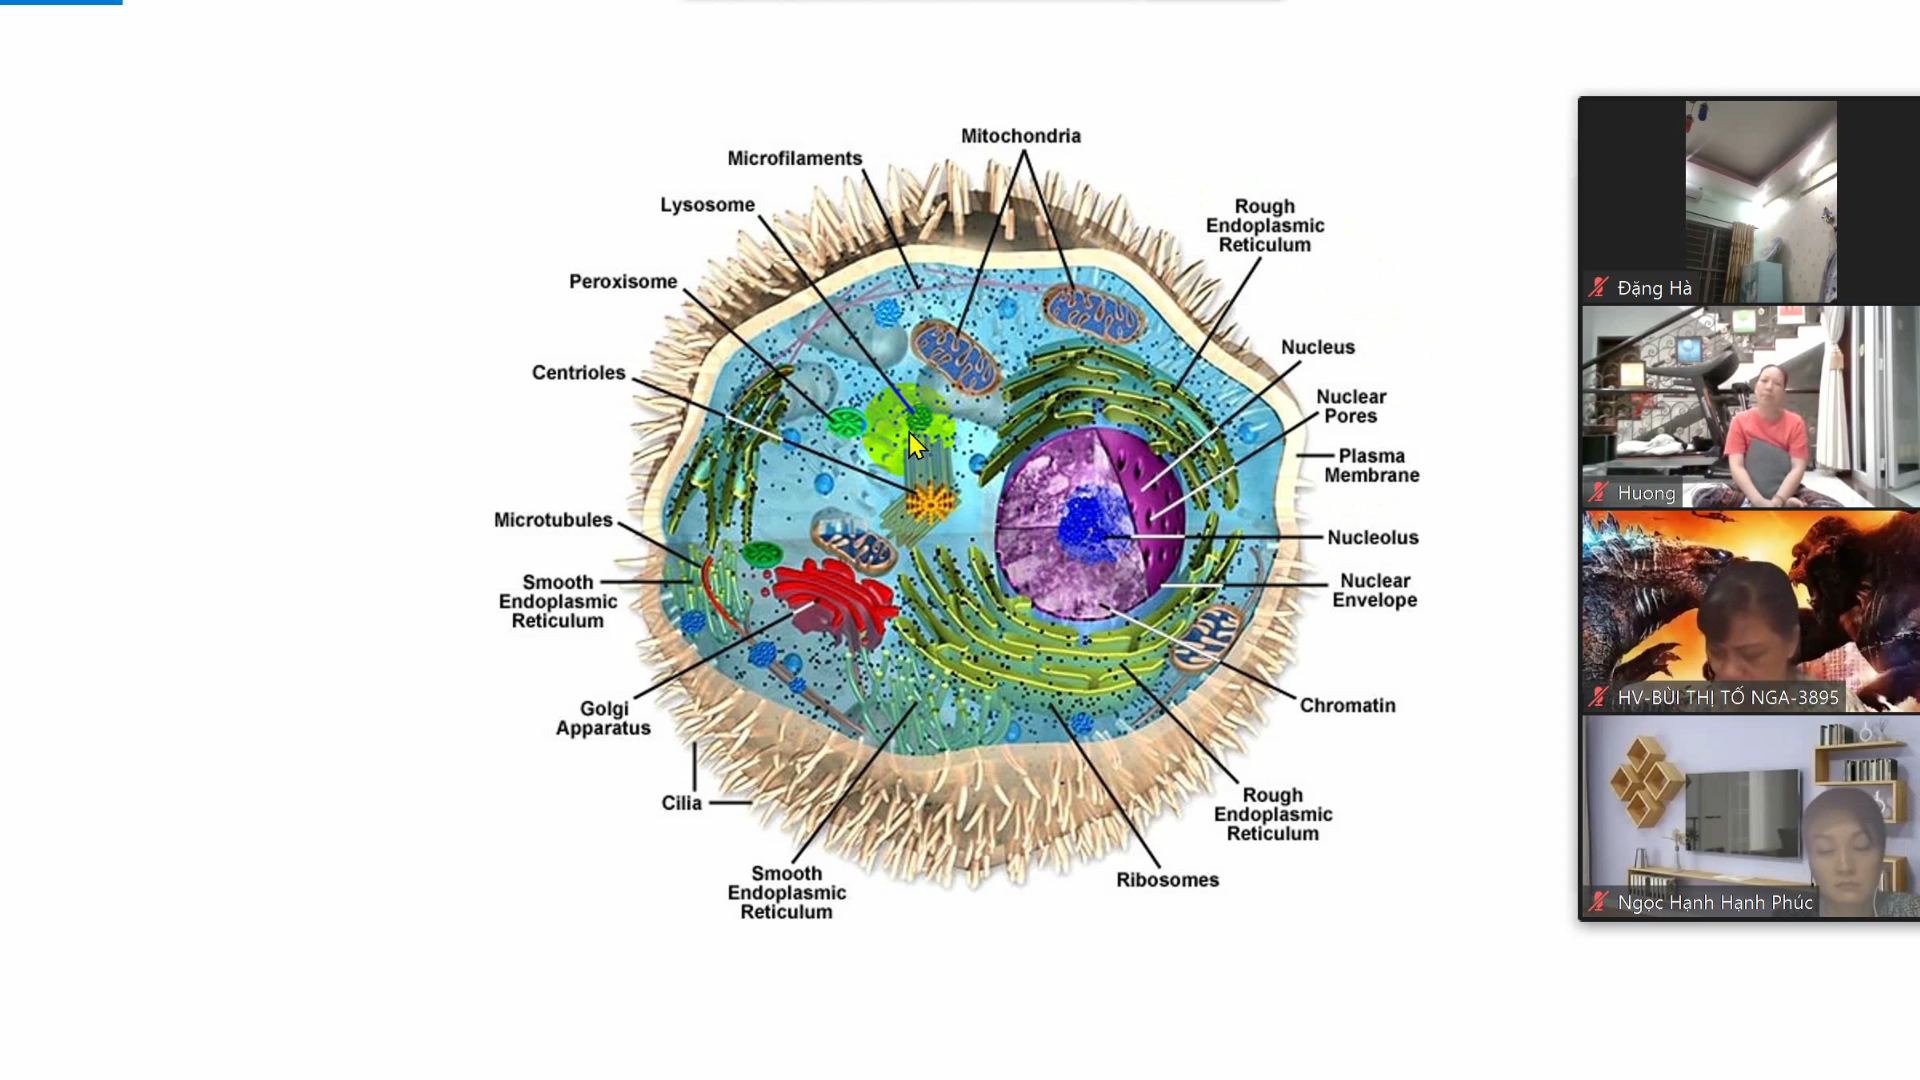 Mitochondria
Microfilaments
Lysosome
Rough
Endoplasmic
Reticulum
Peroxisome
Nucleus
Centrioles
Nuclear
Pores
Plasma
Membrane
Microtubules
Nucleolus
Smooth
Endoplasmic
Reticulum
Nuclear
Envelope
Golgi
Apparatus
Chromatin
Cilia
Rough
Endoplasmic
Reticulum
Smooth
Endoplasmic
Reticulum
Ribosomes
Đặng Hà
Huong
HV-BÙI THỊ TỐ NGA-3895
Ngọc Hạnh Hạnh Phúc